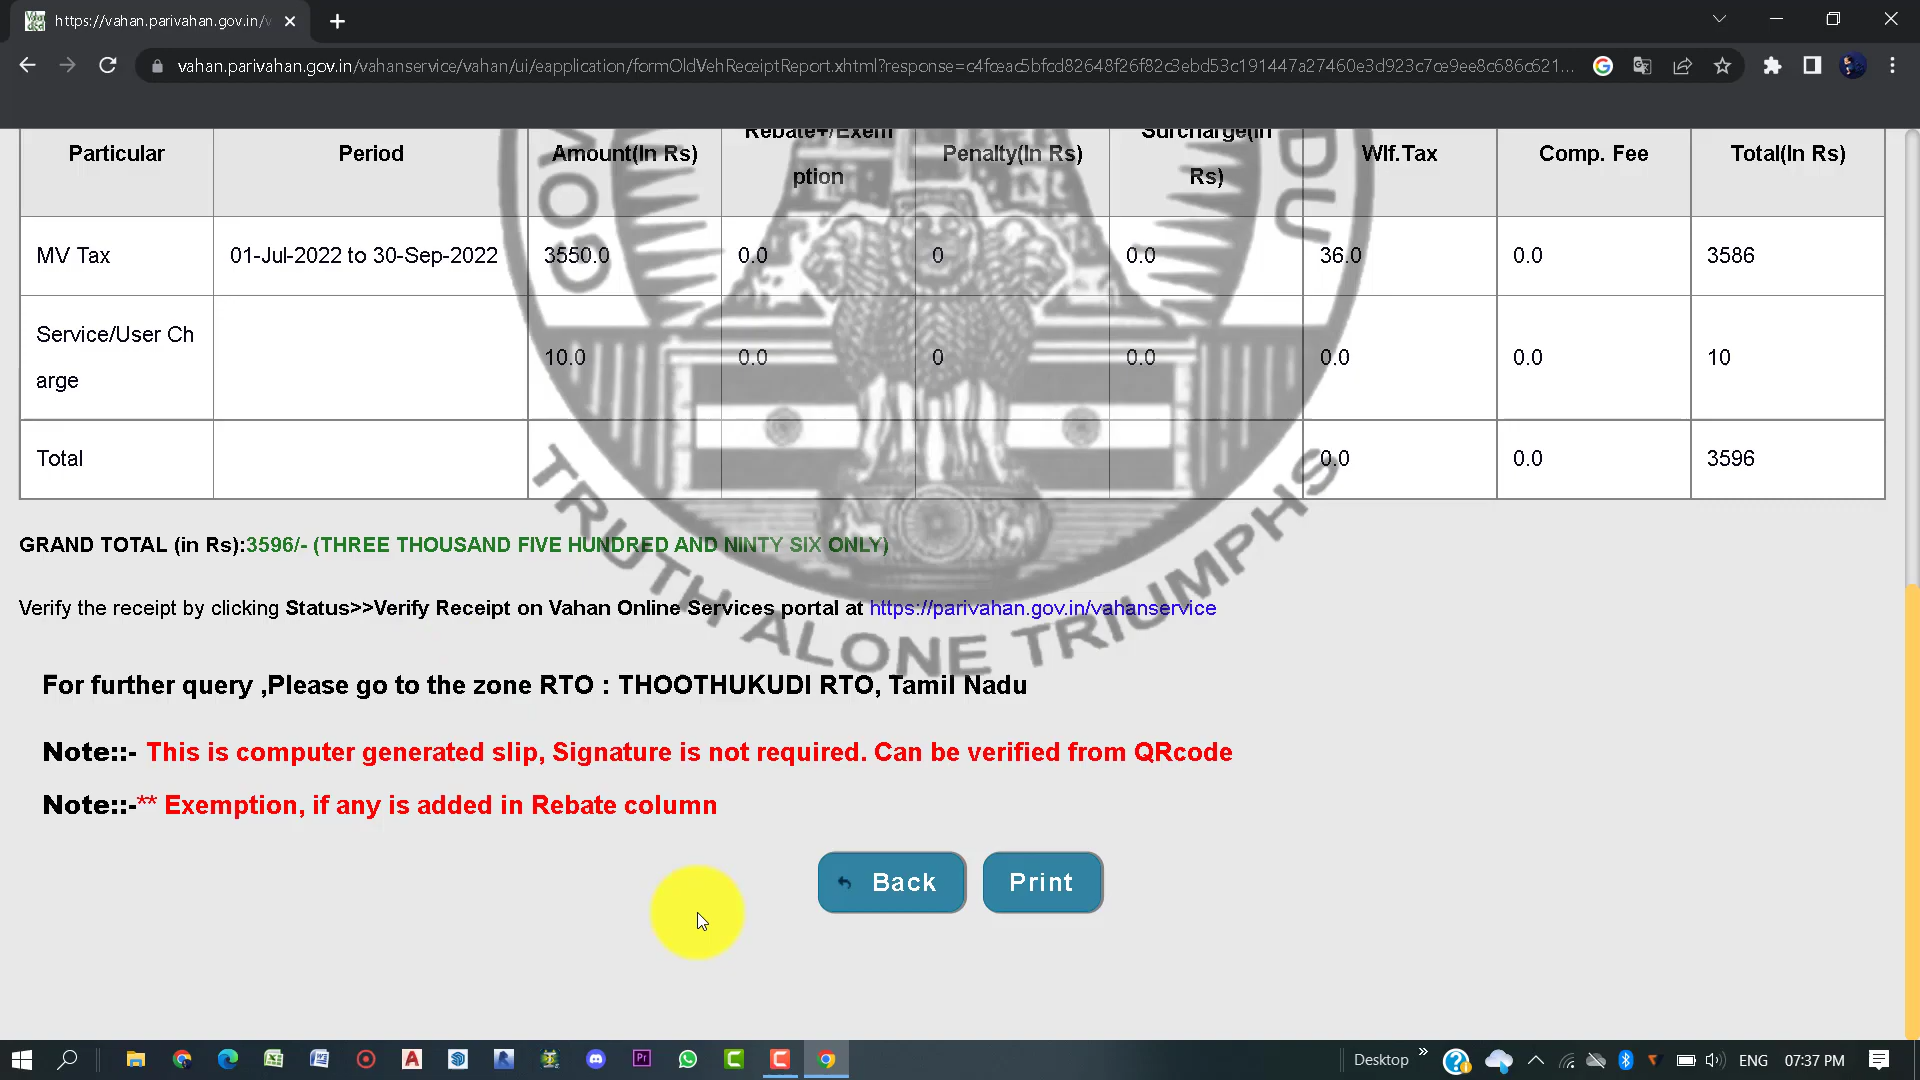 https://vahan.parivahan.gov.in/v
vahan.parivahan.gov.in/vahanservice/vahan/ui/eapplication/formOldVehReceiptReport.xhtml?response=c4fceac5bfcd82648f26f82c3ebd53c191447a27460e3d923c7ce9ee8c686c621...
Particular Period Amount(In Rs) Rebate+/Exem Penalty(In Rs) Surcharge(In Wlf.Tax Comp. Fee Total(In Rs)
ption Rs)
MV Tax 01-Jul-2022 to 30-Sep-2022 3550.0 0.0 0 0.0 36.0 0.0 3586
Service/User Ch
arge 10.0 0.0 0 0.0 0.0 0.0 10
Total 0.0 0.0 3596
GRAND TOTAL (in Rs):3596/- (THREE THOUSAND FIVE HUNDRED AND NINTY SIX ONLY)
Verify the receipt by clicking Status>>Verify Receipt on Vahan Online Services portal at https://parivahan.gov.in/vahanservice
TRUTH ALONE TRIUMPHS
For further query ,Please go to the zone RTO : THOOTHUKUDI RTO, Tamil Nadu
Note::- This is computer generated slip, Signature is not required. Can be verified from QRcode
Note::-** Exemption, if any is added in Rebate column
Back Print
Desktop ENG 07:37 PM